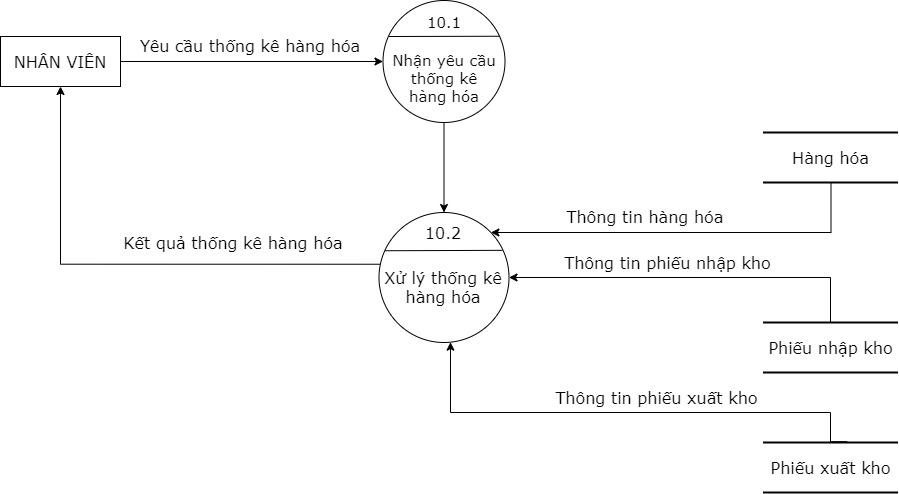 10.1
Yêu cầu thống kê hàng hóa
NHÂN VIÊN
Nhận yêu cầu
thống kê
hàng hóa
Hàng hóa
Thông tin hàng hóa
10.2
Kết quả thống kê hàng hóa
Thông tin phiếu nhập kho
Xử lý thống kê
hàng hóa
Phiếu nhập kho
Thông tin phiếu xuất kho
Phiếu xuất kho